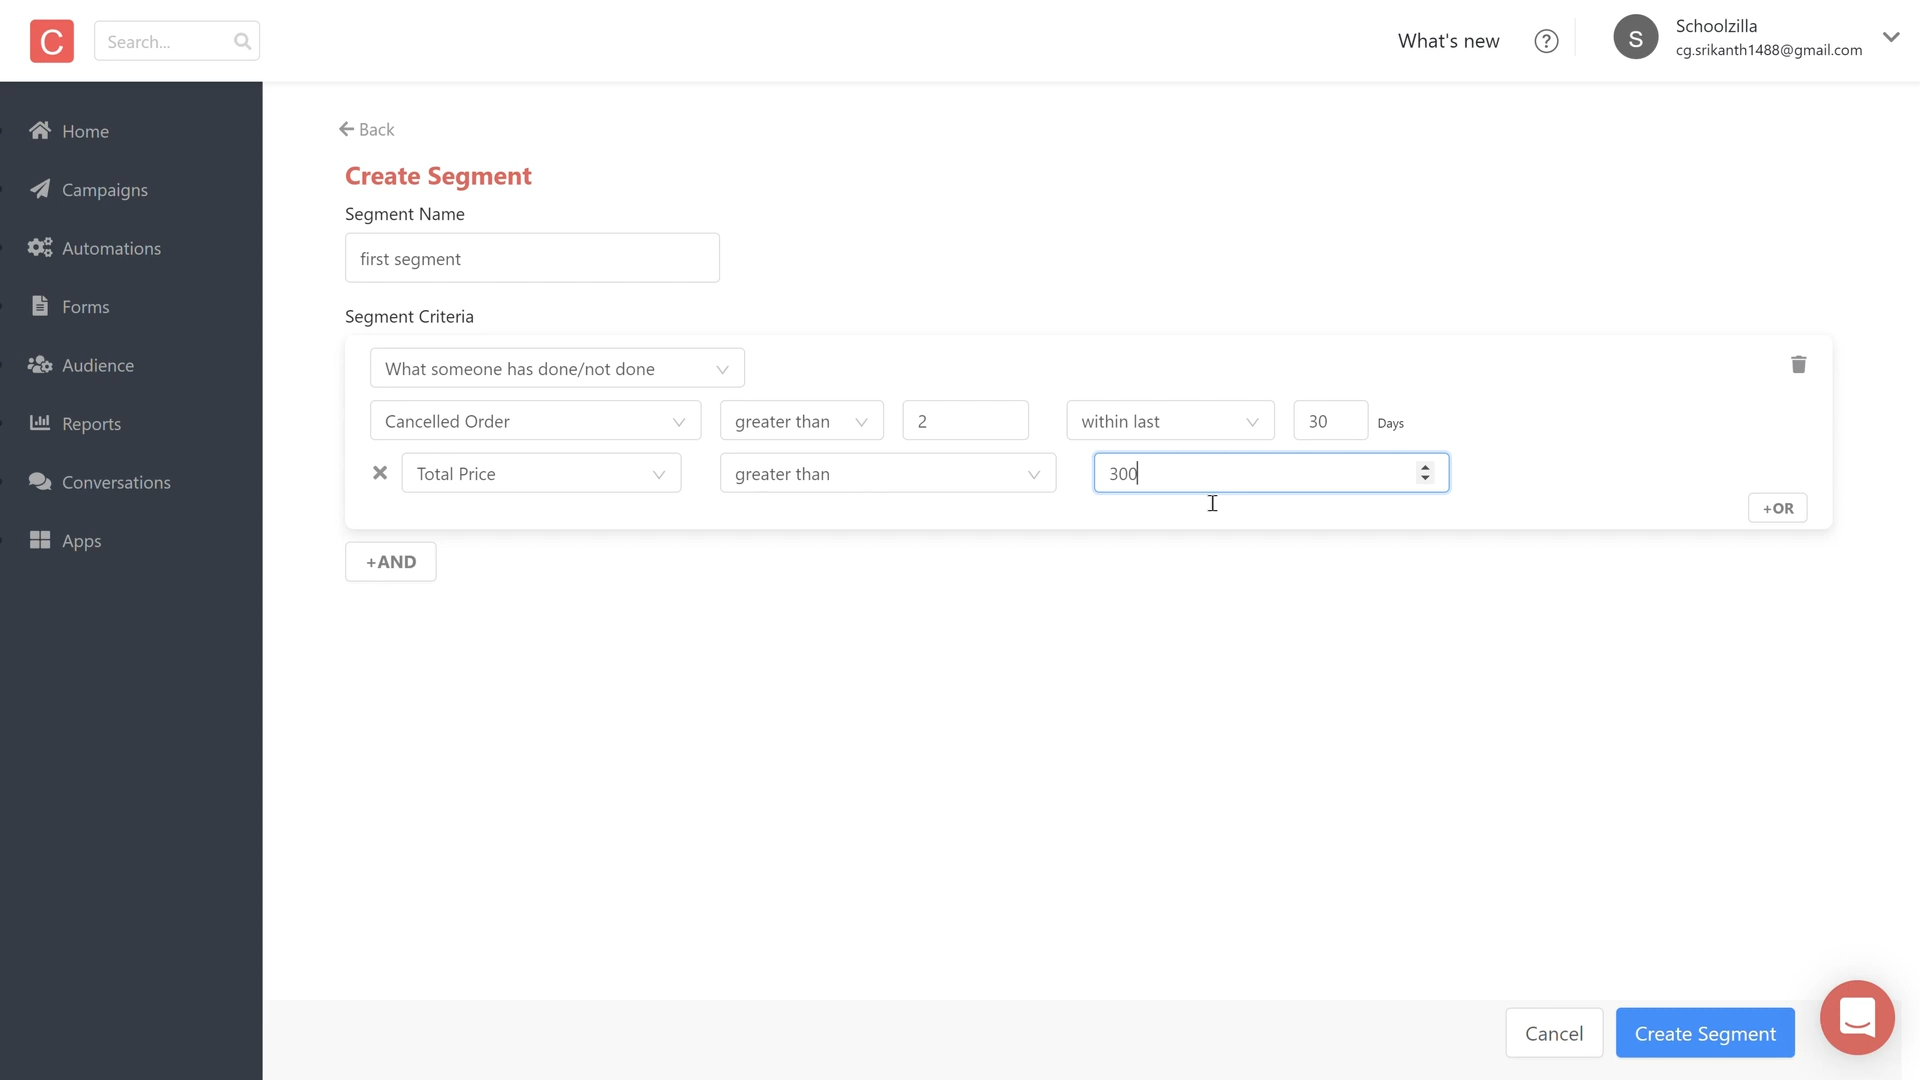 C
Search...
What's new
?
S
Schoolzilla
cg.srikanth1488@gmail.com
Home
Campaigns
Automations
Forms
Audience
Reports
Conversations
Apps
Back
Create Segment
Segment Name
first segment
Segment Criteria
What someone has done/not done
Cancelled Order greater than 2 within last 30 Days
Total Price greater than 300
+OR
+AND
Cancel Create Segment